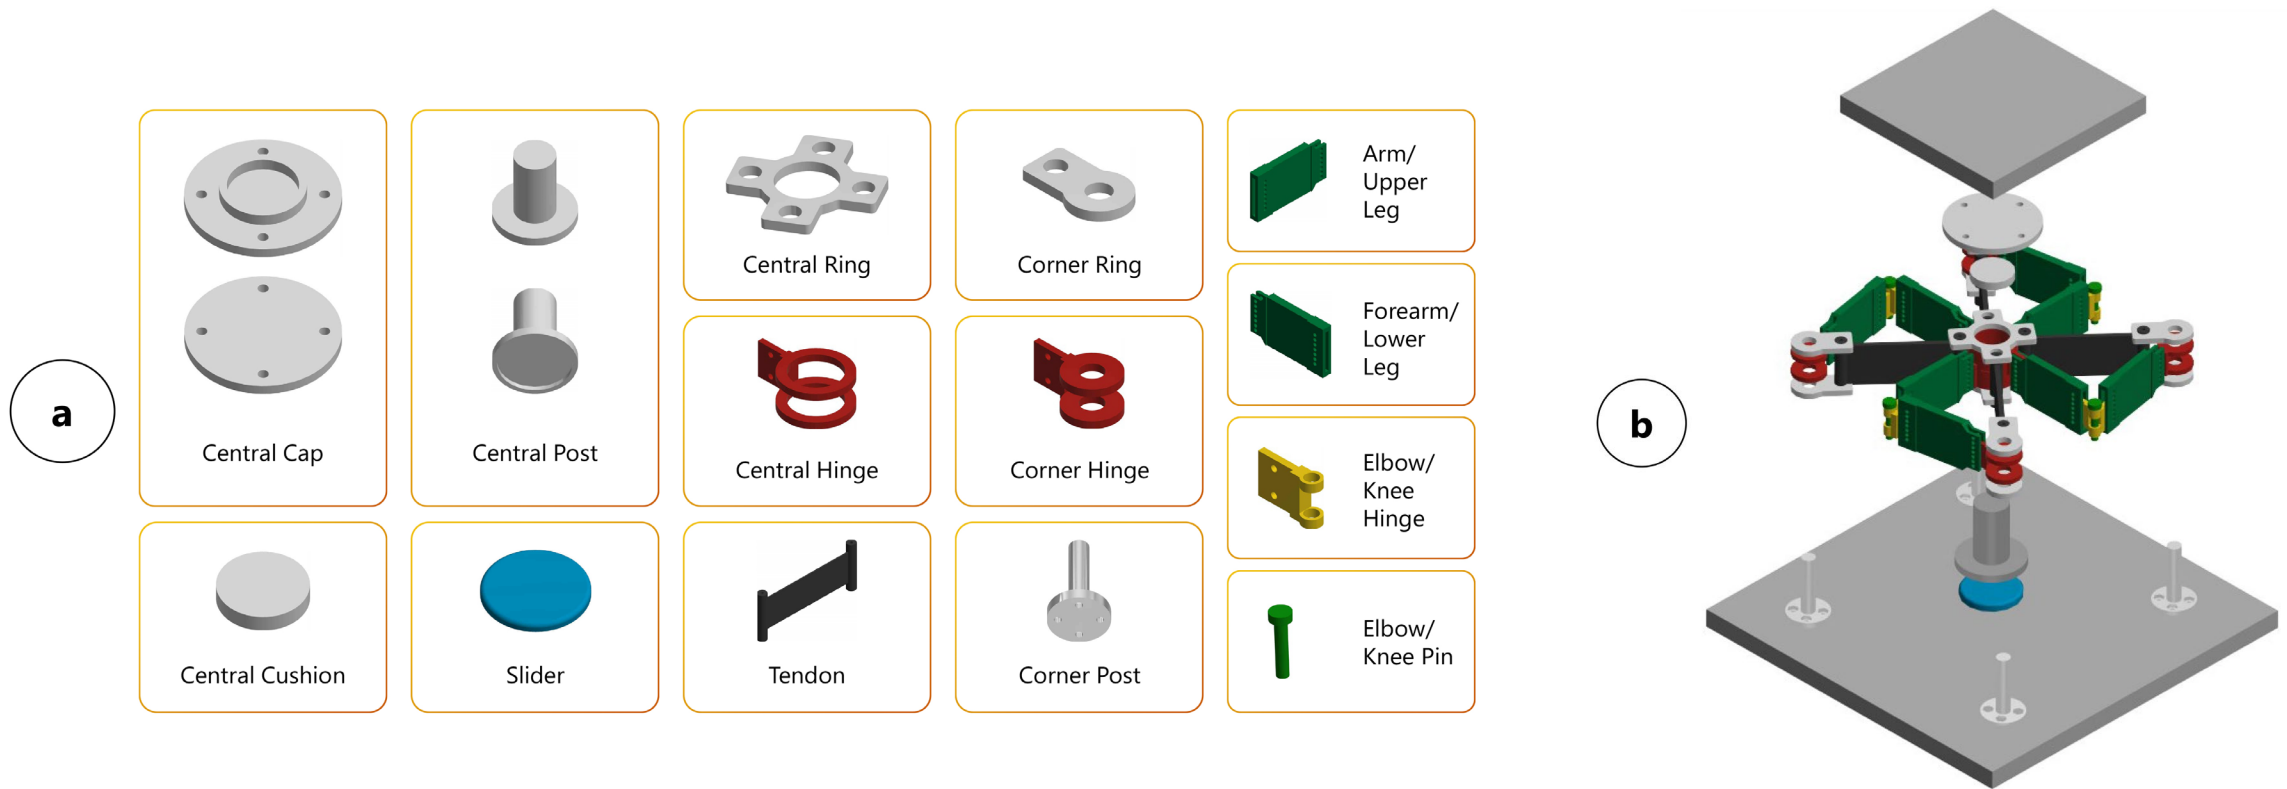 a
Central Cap
Central Post
Central Ring
Corner Ring
Central Hinge
Corner Hinge
Central Cushion
Slider
Tendon
Corner Post
Arm/
Upper
Leg
Forearm/
Lower
Leg
Elbow/
Knee
Hinge
Elbow/
Knee Pin
b